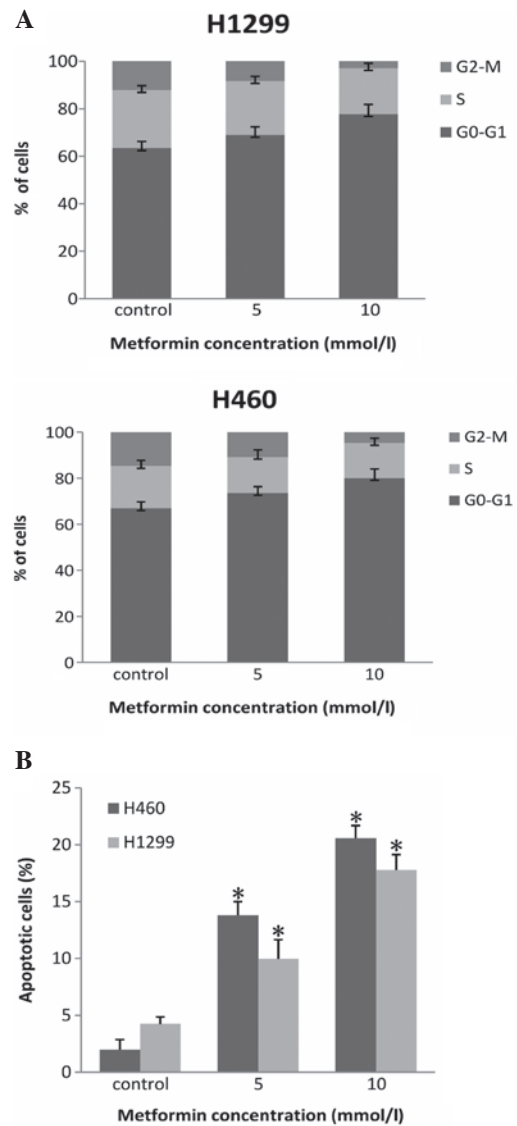 A
H1299
100
80
60
40
20
0
% of cells
G2-M
S
G0-G1
control 5 10
Metformin concentration (mmol/l)
H460
100
80
60
40
20
0
% of cells
G2-M
S
G0-G1
control 5 10
Metformin concentration (mmol/l)
B
25
20
15
10
5
0
Apoptotic cells (%)
H460
H1299
* * * *
control 5 10
Metformin concentration (mmol/l)